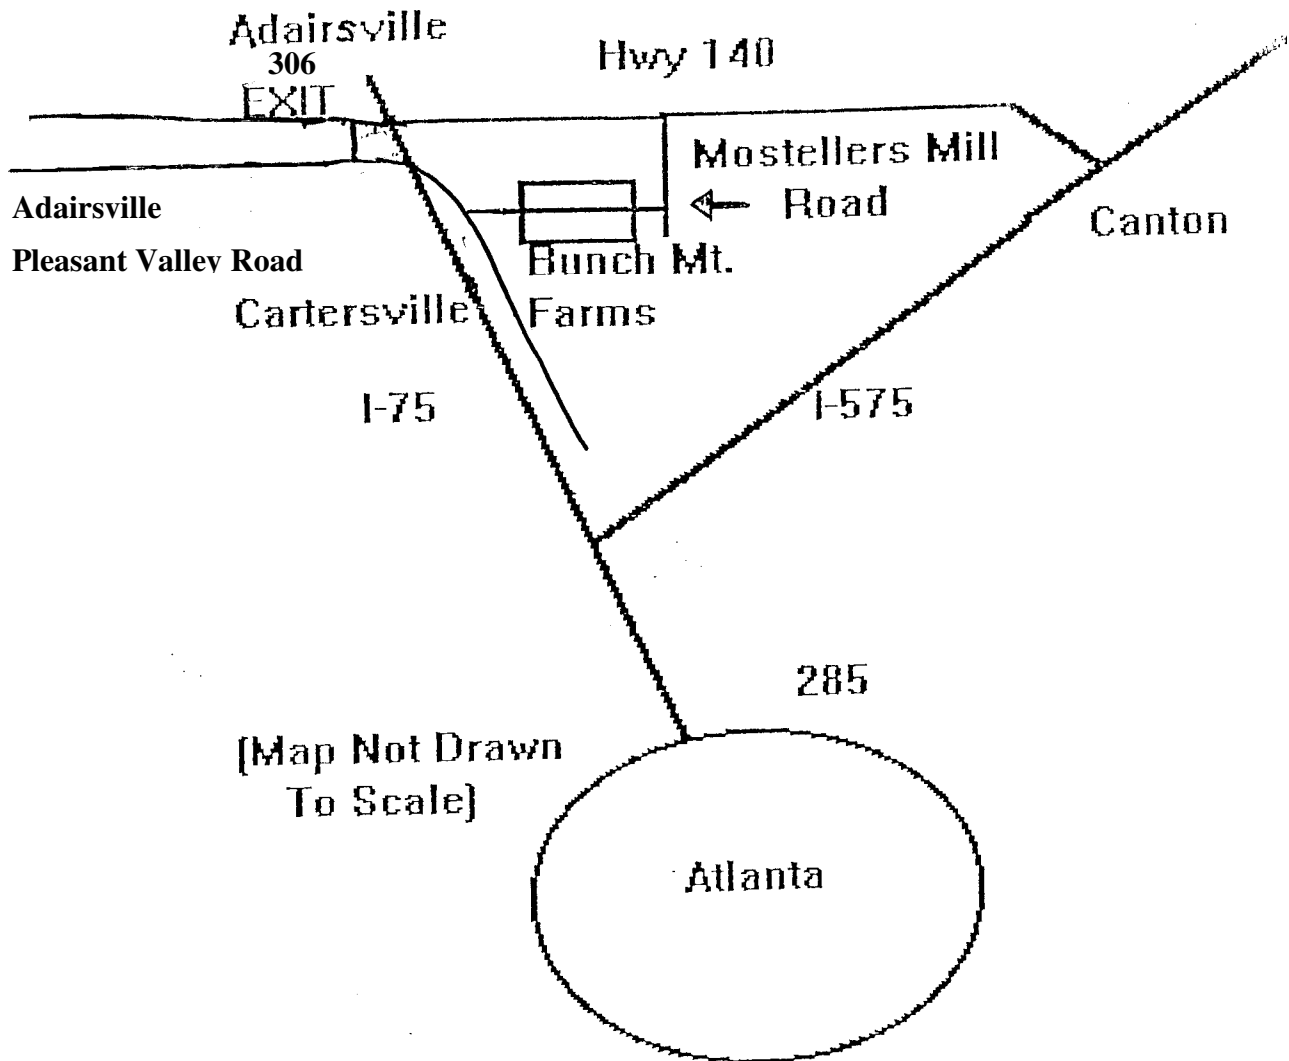 Adairsville
306
EXIT
Hwy 140
Mostellers Mill
Road
Canton
Adairsville
Pleasant Valley Road
Bunch Mt.
Farms
Cartersville
I-75
I-575
285
(Map Not Drawn
To Scale)
Atlanta